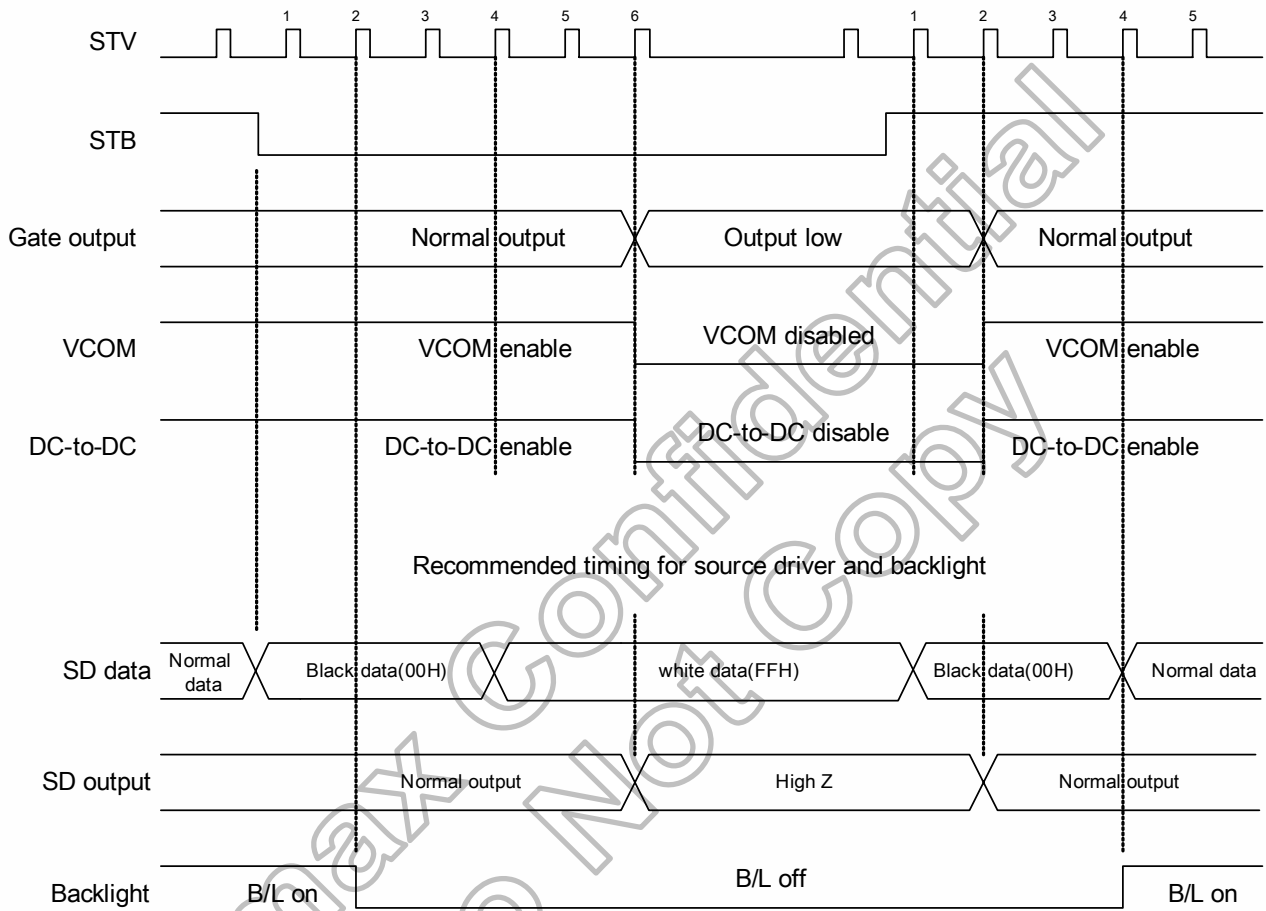 1 2 3 4 5 6 1 2 3 4 5
STV
STB
Gate output Normal output Output low Normal output
VCOM VCOM enable VCOM disabled VCOM enable
DC-to-DC DC-to-DC enable DC-to-DC disable DC-to-DC enable
Recommended timing for source driver and backlight
SD data Normal data Black data(00H) white data(FFH) Black data(00H) Normal data
SD output Normal output High Z Normal output
Backlight B/L on B/L off B/L on
max Confidential
o Not Copy